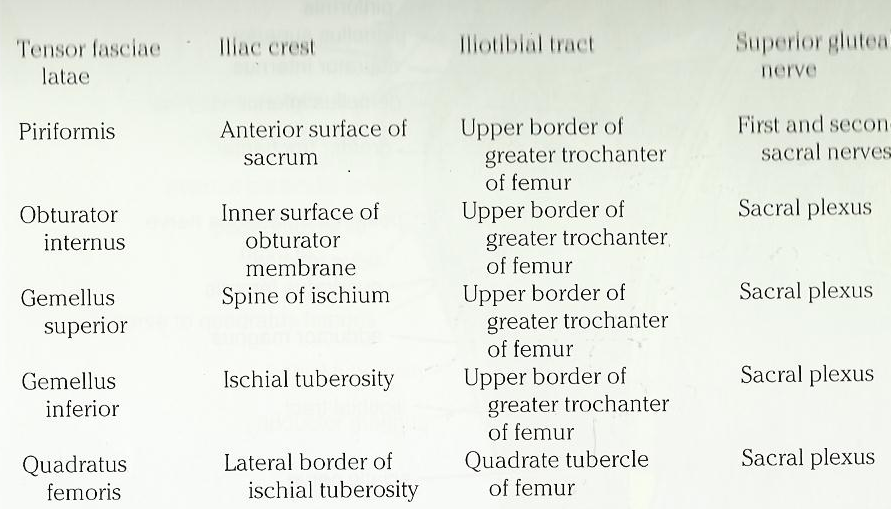 Tensor fasciae Iliac crest Iliotibial tract Superior
latae nerve
Piriformis Anterior surface of Upper border of First and
sacrum greater trochanter sacral nerves
of femur
Obturator Inner surface of Upper border of Sacral plexus
internus obturator greater trochanter
membrane of femur
Gemellus Spine of ischium Upper border of Sacral plexus
superior greater trochanter
of femur
Gemellus Ischial tuberosity Upper border of Sacral plexus
inferior greater trochanter
of femur
Quadratus Lateral border of Quadrate tubercle Sacral plexus
femoris ischial tuberosity of femur